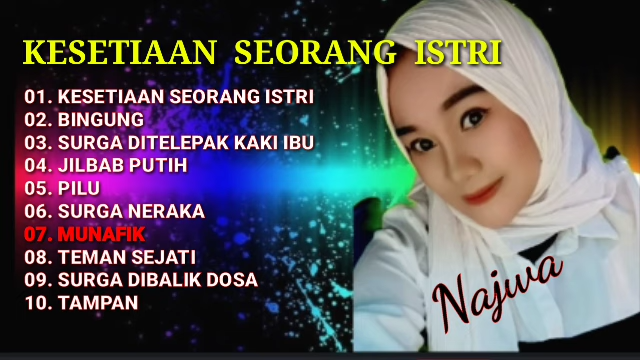 KESETIAAN SEORANG ISTRI
01. KESETIAAN SEORANG ISTRI
02. BINGUNG
03. SURGA DITELEPAK KAKI IBU
04. JILBAB PUTIH
05. PILU
06. SURGA NERAKA
07. MUNAFIK
08. TEMAN SEJATI
09. SURGA DIBALIK DOSA
10. TAMPAN
Najwa